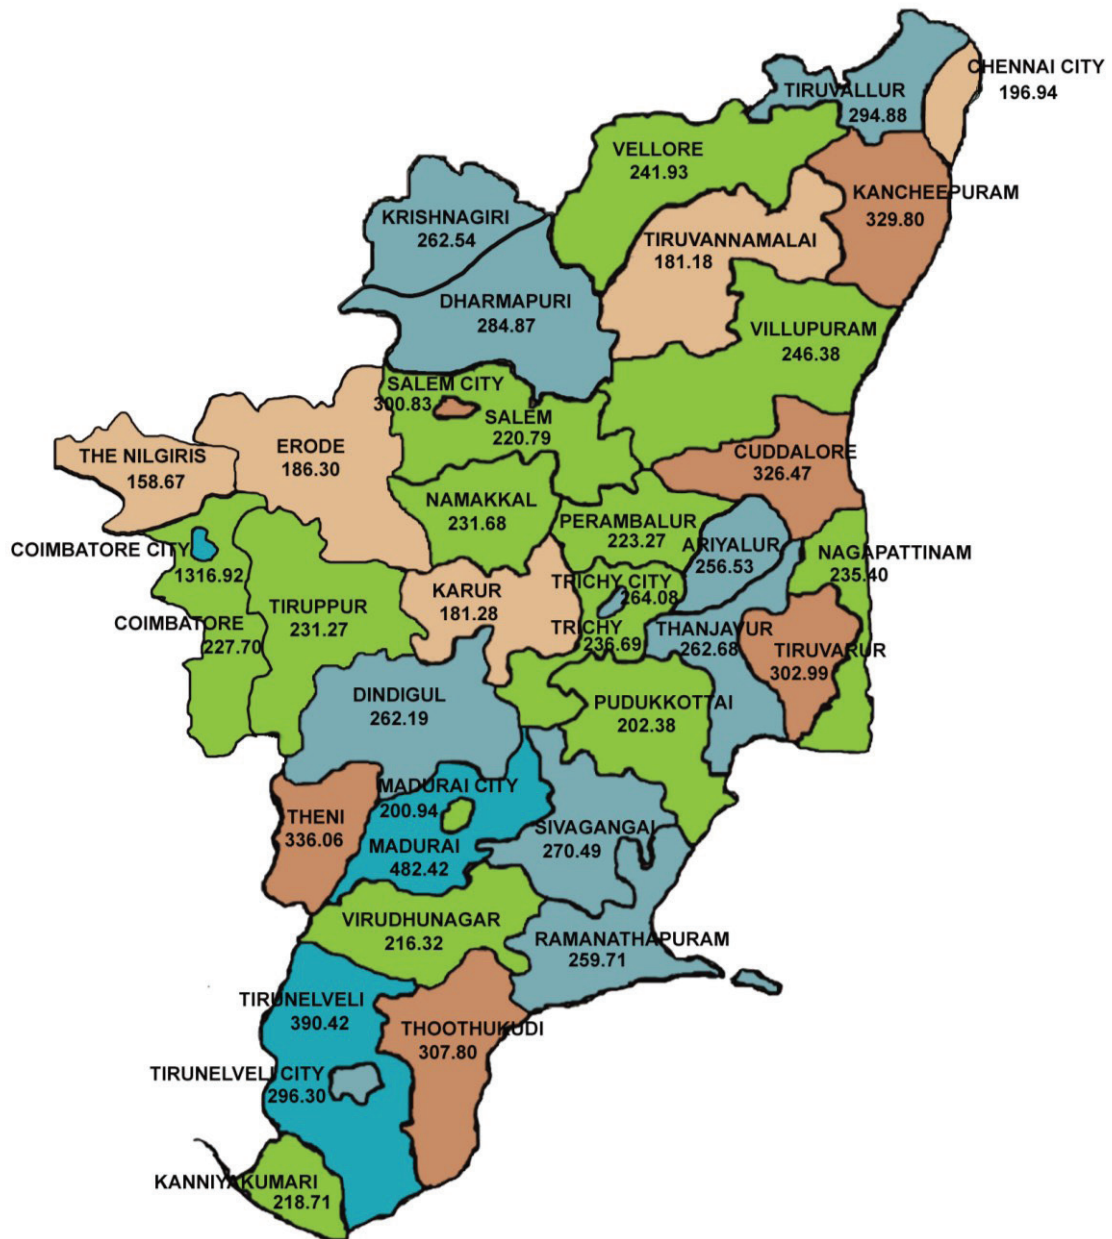 CHENNAI CITY
196.94
TIRUVALLUR
294.88
VELLORE
241.93
KANCHEEPURAM
329.80
KRISHNAGIRI
262.54
TIRUVANNAMALAI
181.18
DHARMAPURI
284.87
VILLUPURAM
246.38
SALEM CITY
300.83
SALEM
220.79
ERODE
186.30
THE NILGIRIS
158.67
CUDDALORE
326.47
NAMAKKAL
231.68
PERAMBALUR
223.27
ARIYALUR
256.53
NAGAPATTINAM
235.40
COIMBATORE CITY
1316.92
TRICHY CITY
264.08
KARUR
181.28
TIRUPPUR
231.27
COIMBATORE
227.70
TRICHY
236.69
THANJAVUR
262.68
TIRUVARUR
302.99
DINDIGUL
262.19
PUDUKKOTTAI
202.38
MADURAI CITY
200.94
THENI
336.06
MADURAI
482.42
SIVAGANGAI
270.49
VIRUDHUNAGAR
216.32
RAMANATHAPURAM
259.71
TIRUNELVELI
390.42
THOOTHUKUDI
307.80
TIRUNELVELI CITY
296.30
KANNIYAKUMARI
218.71